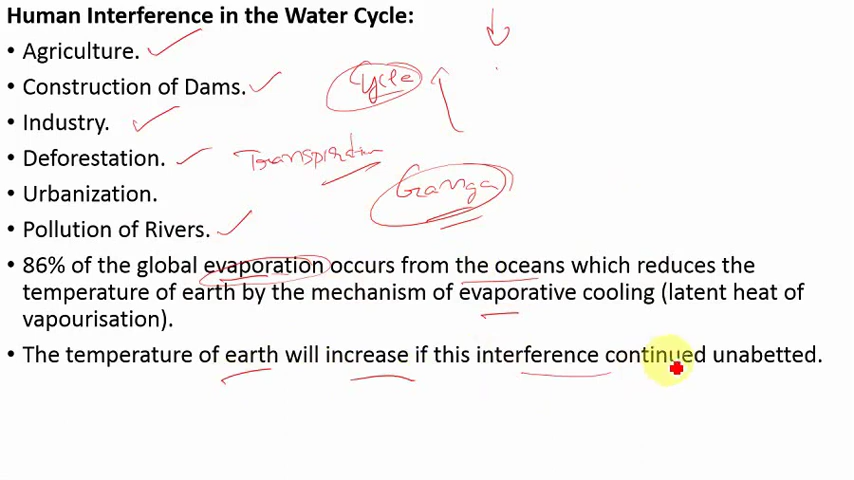 Human Interference in the Water Cycle:
• Agriculture.
• Construction of Dams.
Cycle
• Industry.
• Deforestation.
Transpiration
• Urbanization.
Ganga
• Pollution of Rivers.
• 86% of the global evaporation occurs from the oceans which reduces the
temperature of earth by the mechanism of evaporative cooling (latent heat of
vapourisation).
• The temperature of earth will increase if this interference continued unabetted.